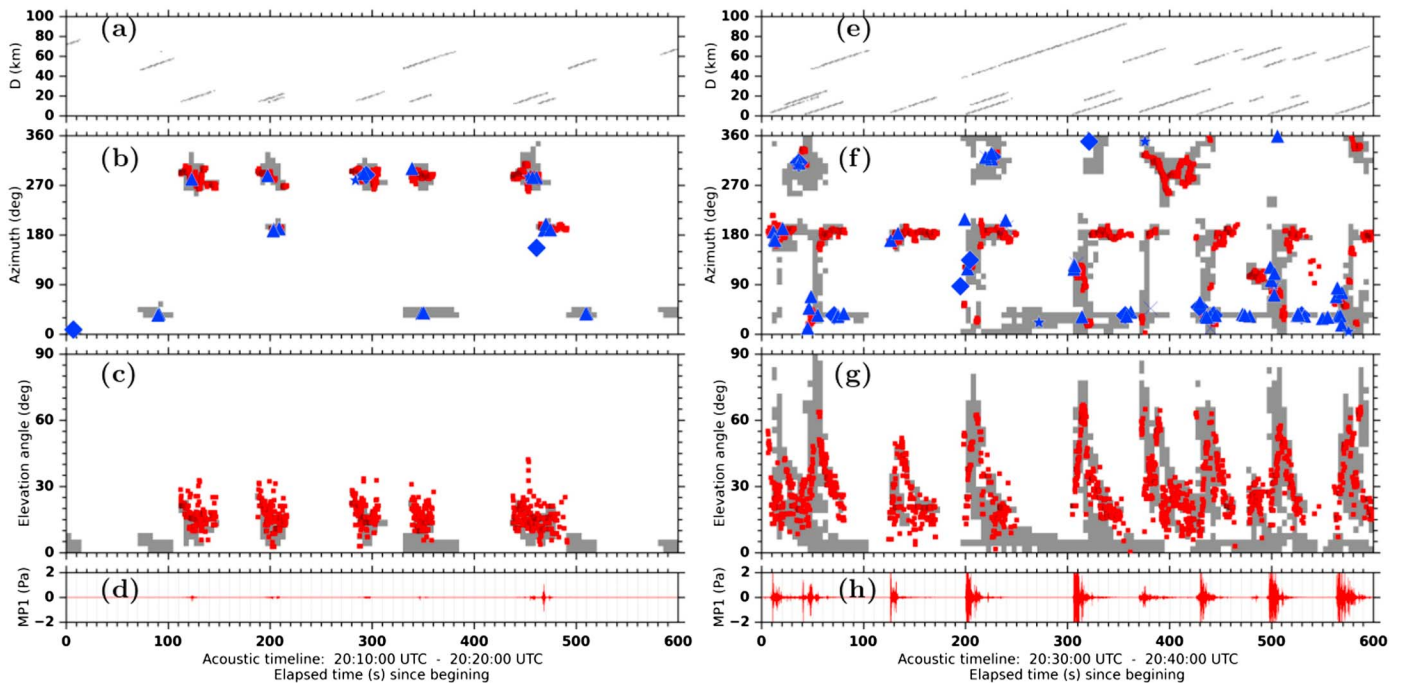 (a)
D (km)
100
80
60
40
20
0
(b)
Azimuth (deg)
360
270
180
90
0
(c)
Elevation angle (deg)
90
60
30
0
(d)
MP1 (Pa)
2
0
−2
0 100 200 300 400 500 600
Acoustic timeline: 20:10:00 UTC - 20:20:00 UTC
Elapsed time (s) since begining
(e)
D (km)
100
80
60
40
20
0
(f)
Azimuth (deg)
360
270
180
90
0
(g)
Elevation angle (deg)
90
60
30
0
(h)
MP1 (Pa)
2
0
−2
0 100 200 300 400 500 600
Acoustic timeline: 20:30:00 UTC - 20:40:00 UTC
Elapsed time (s) since begining